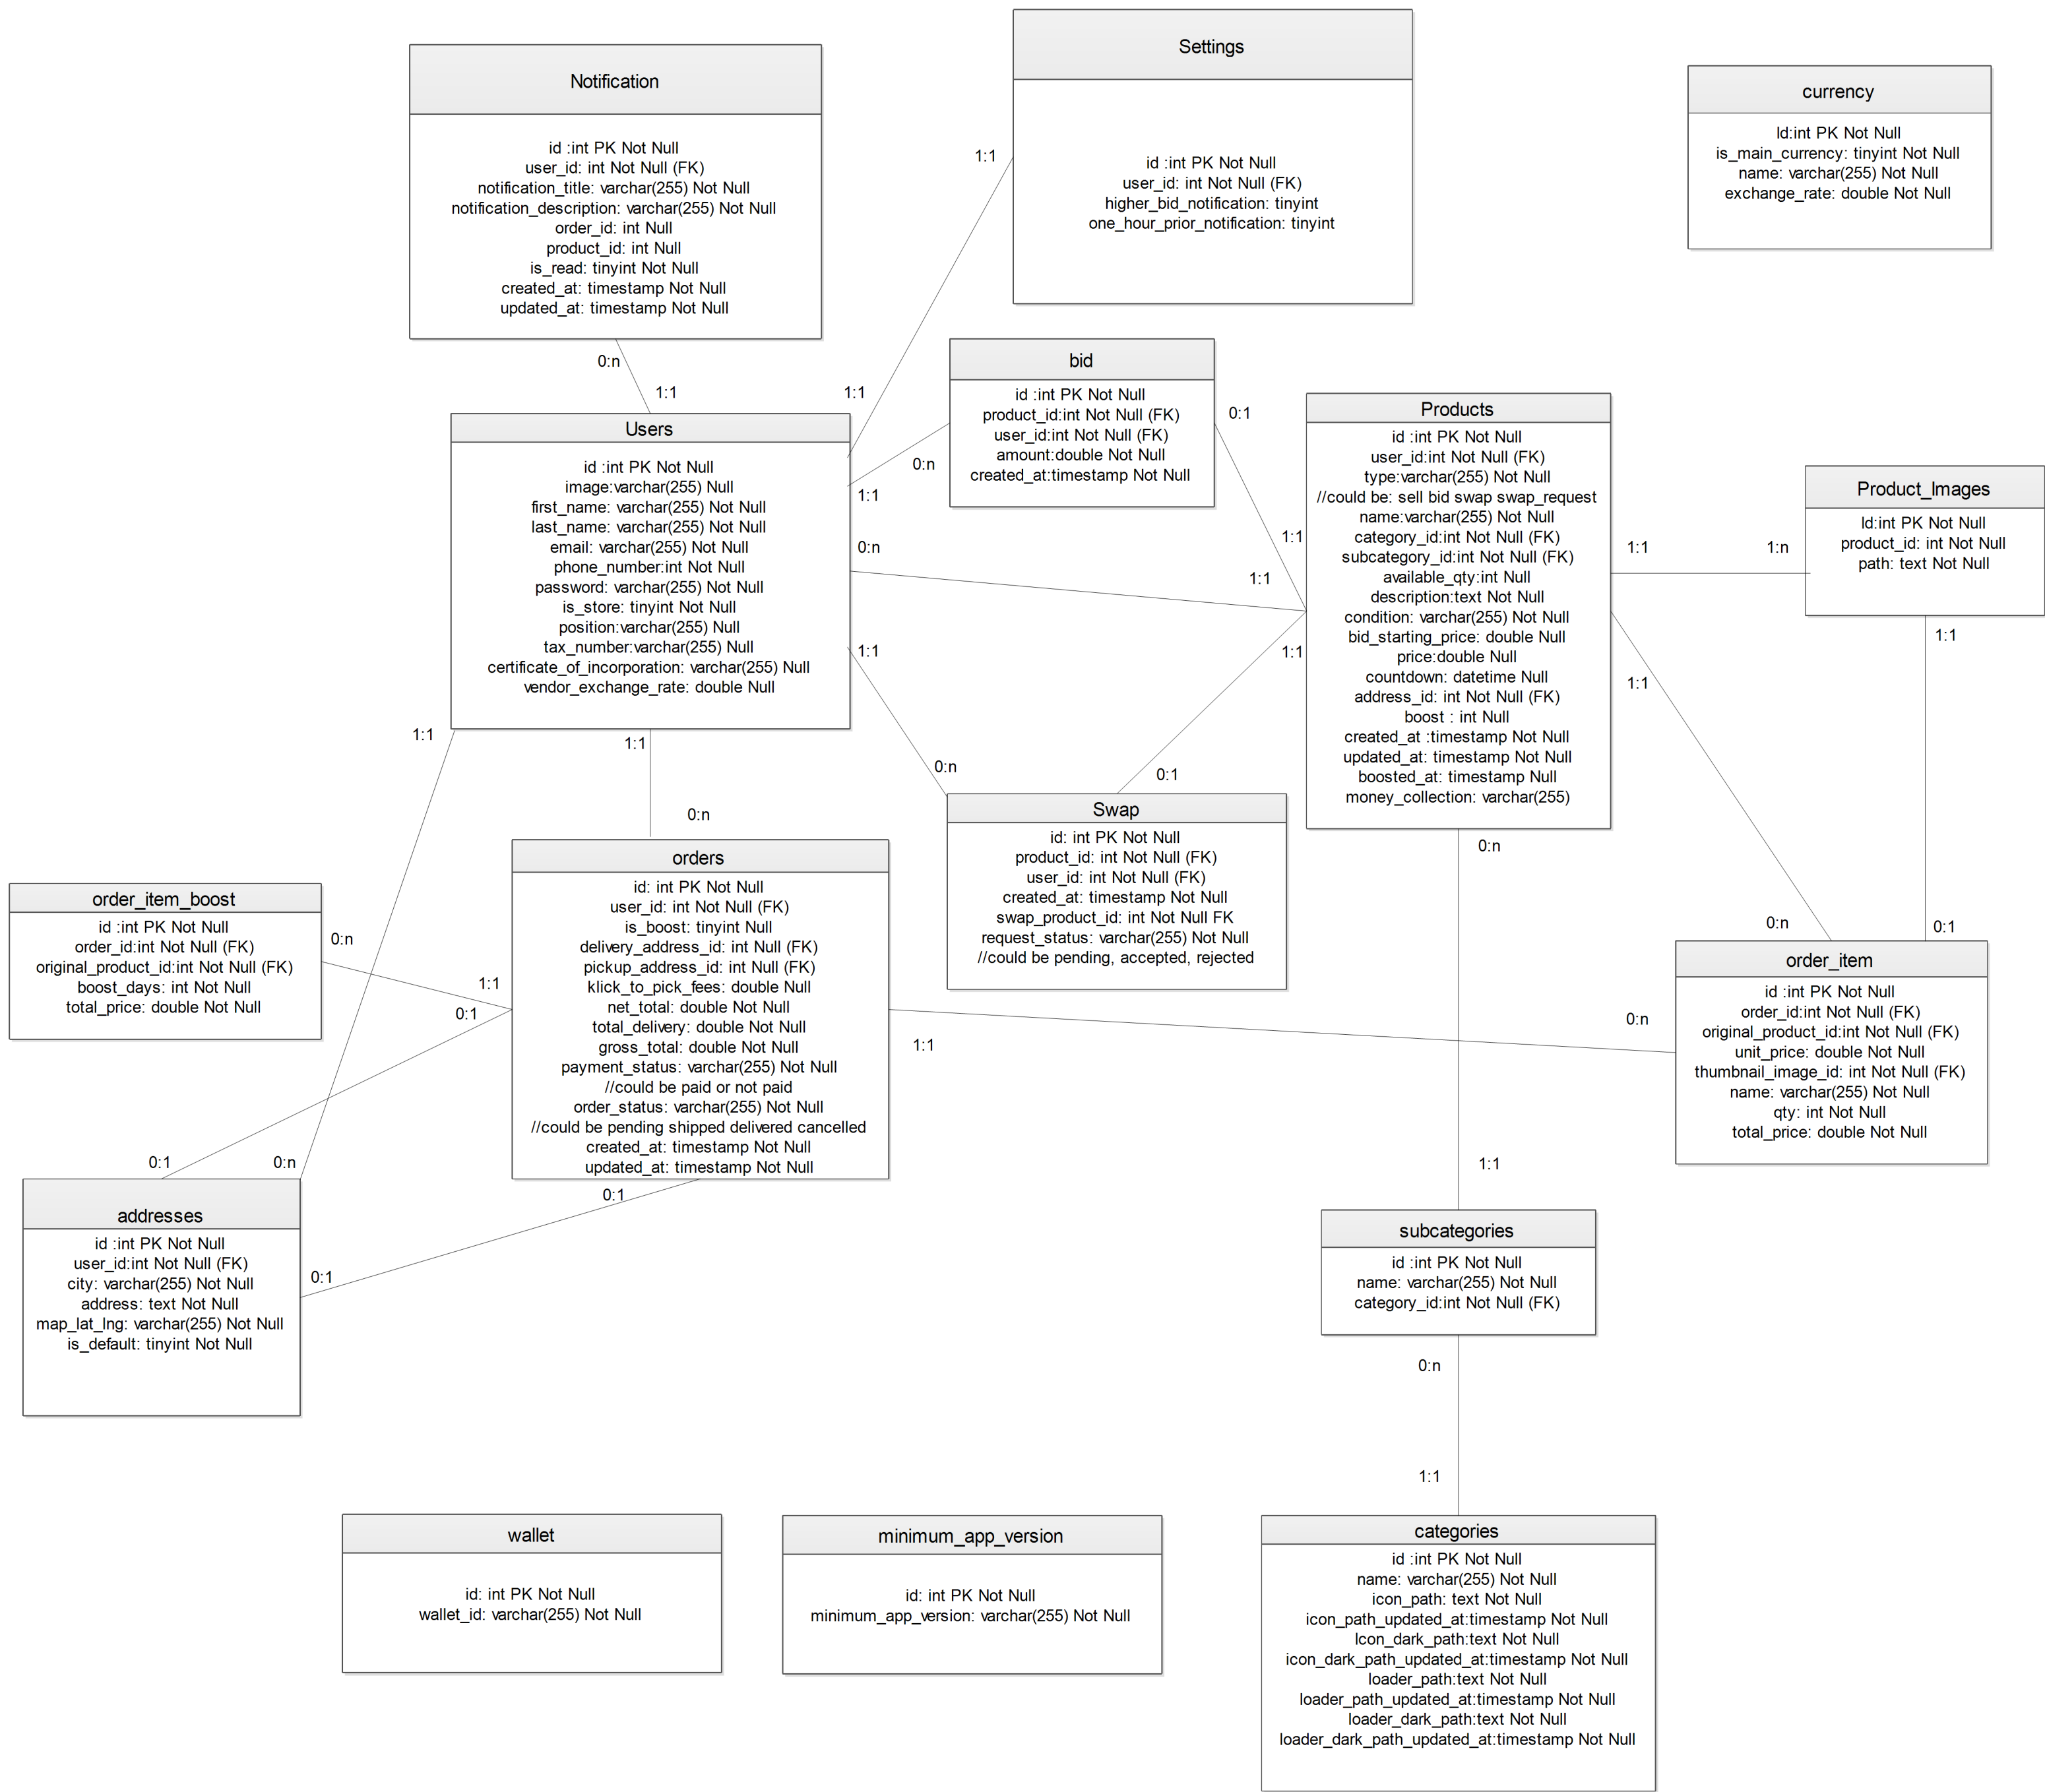 Notification
id :int PK Not Null
user_id: int Not Null (FK)
notification_title: varchar(255) Not Null
notification_description: varchar(255) Not Null
order_id: int Null
product_id: int Null
is_read: tinyint Not Null
created_at: timestamp Not Null
updated_at: timestamp Not Null
0:n
1:1
Settings
id :int PK Not Null
user_id: int Not Null (FK)
higher_bid_notification: tinyint
one_hour_prior_notification: tinyint
1:1
1:1
currency
Id:int PK Not Null
is_main_currency: tinyint Not Null
name: varchar(255) Not Null
exchange_rate: double Not Null
Users
id :int PK Not Null
image:varchar(255) Null
first_name: varchar(255) Not Null
last_name: varchar(255) Not Null
email: varchar(255) Not Null
phone_number:int Not Null
password: varchar(255) Not Null
is_store: tinyint Not Null
position:varchar(255) Null
tax_number:varchar(255) Null
certificate_of_incorporation: varchar(255) Null
vendor_exchange_rate: double Null
bid
id :int PK Not Null
product_id:int Not Null (FK)
user_id:int Not Null (FK)
amount:double Not Null
created_at:timestamp Not Null
0:n
1:1
0:1
1:1
0:n
1:1
Products
id :int PK Not Null
user_id:int Not Null (FK)
type:varchar(255) Not Null
//could be: sell bid swap swap_request
name:varchar(255) Not Null
category_id:int Not Null (FK)
subcategory_id:int Not Null (FK)
available_qty:int Null
description:text Not Null
condition: varchar(255) Not Null
bid_starting_price: double Null
price:double Null
countdown: datetime Null
address_id: int Not Null (FK)
boost : int Null
created_at :timestamp Not Null
updated_at: timestamp Not Null
boosted_at: timestamp Null
money_collection: varchar(255)
1:1
1:n
Product_Images
Id:int PK Not Null
product_id: int Not Null
path: text Not Null
1:1
1:1
1:1
1:1
1:1
1:1
0:n
0:1
0:n
Swap
id: int PK Not Null
product_id: int Not Null (FK)
user_id: int Not Null (FK)
created_at: timestamp Not Null
swap_product_id: int Not Null FK
request_status: varchar(255) Not Null
//could be pending, accepted, rejected
orders
id: int PK Not Null
user_id: int Not Null (FK)
is_boost: tinyint Null
delivery_address_id: int Null (FK)
pickup_address_id: int Null (FK)
klick_to_pick_fees: double Null
net_total: double Not Null
total_delivery: double Not Null
gross_total: double Not Null
payment_status: varchar(255) Not Null
//could be paid or not paid
order_status: varchar(255) Not Null
//could be pending shipped delivered cancelled
created_at: timestamp Not Null
updated_at: timestamp Not Null
order_item_boost
id :int PK Not Null
order_id:int Not Null (FK)
original_product_id:int Not Null (FK)
boost_days: int Not Null
total_price: double Not Null
0:n
1:1
0:1
0:n
0:n
0:1
order_item
id :int PK Not Null
order_id:int Not Null (FK)
original_product_id:int Not Null (FK)
unit_price: double Not Null
thumbnail_image_id: int Not Null (FK)
name: varchar(255) Not Null
qty: int Not Null
total_price: double Not Null
0:n
1:1
0:1
0:n
0:1
0:1
addresses
id :int PK Not Null
user_id:int Not Null (FK)
city: varchar(255) Not Null
address: text Not Null
map_lat_lng: varchar(255) Not Null
is_default: tinyint Not Null
1:1
subcategories
id :int PK Not Null
name: varchar(255) Not Null
category_id:int Not Null (FK)
0:n
1:1
wallet
id: int PK Not Null
wallet_id: varchar(255) Not Null
minimum_app_version
id: int PK Not Null
minimum_app_version: varchar(255) Not Null
categories
id :int PK Not Null
name: varchar(255) Not Null
icon_path: text Not Null
icon_path_updated_at:timestamp Not Null
Icon_dark_path:text Not Null
icon_dark_path_updated_at:timestamp Not Null
loader_path:text Not Null
loader_path_updated_at:timestamp Not Null
loader_dark_path:text Not Null
loader_dark_path_updated_at:timestamp Not Null